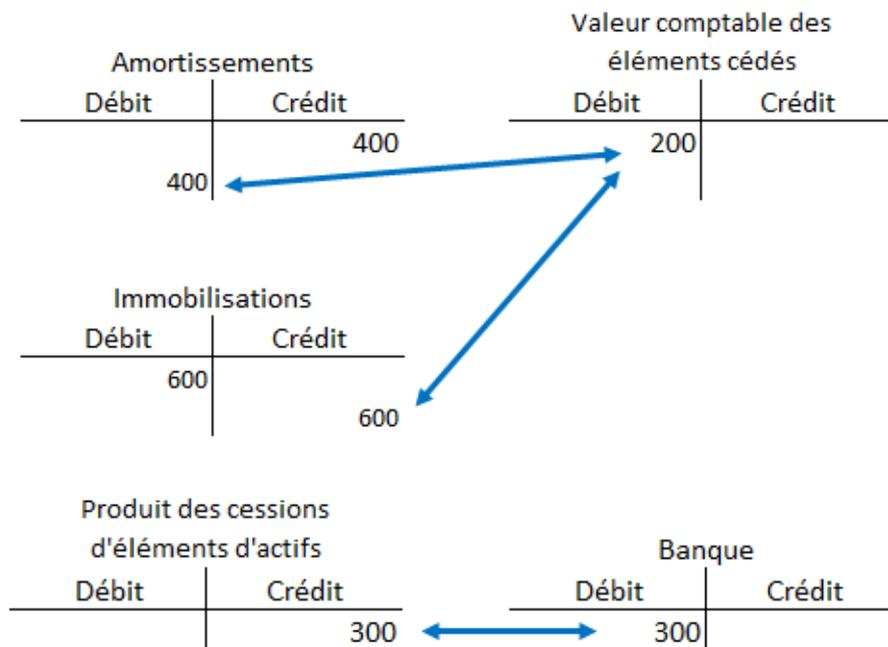 Amortissements
Débit Crédit
400
400
Valeur comptable des
éléments cédés
Débit Crédit
200
Immobilisations
Débit Crédit
600
600
Produit des cessions
d'éléments d'actifs
Débit Crédit
300
Banque
Débit Crédit
300